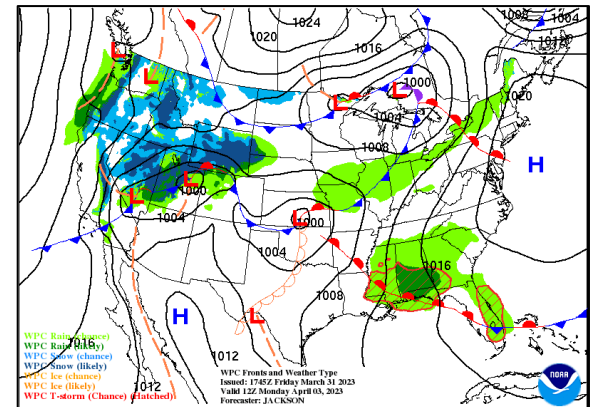 1024
1020
1016
1008
1004
1012
L
L
L
L
1000
1004
1008
1020
H
L
L
1000
1004
L
1000
1004
1016
1008
L
H
1016
1012
1012
WPC Rain (chance)
WPC Rain (likely)
WPC Snow (chance)
WPC Snow (likely)
WPC Ice (chance)
WPC Ice (likely)
WPC T-storm (Chance) (Hatched)
WPC Fronts and Weather Type
Issued: 1745Z Friday March 31 2023
Valid 12Z Monday April 03, 2023
Forecaster: JACKSON
NOAA